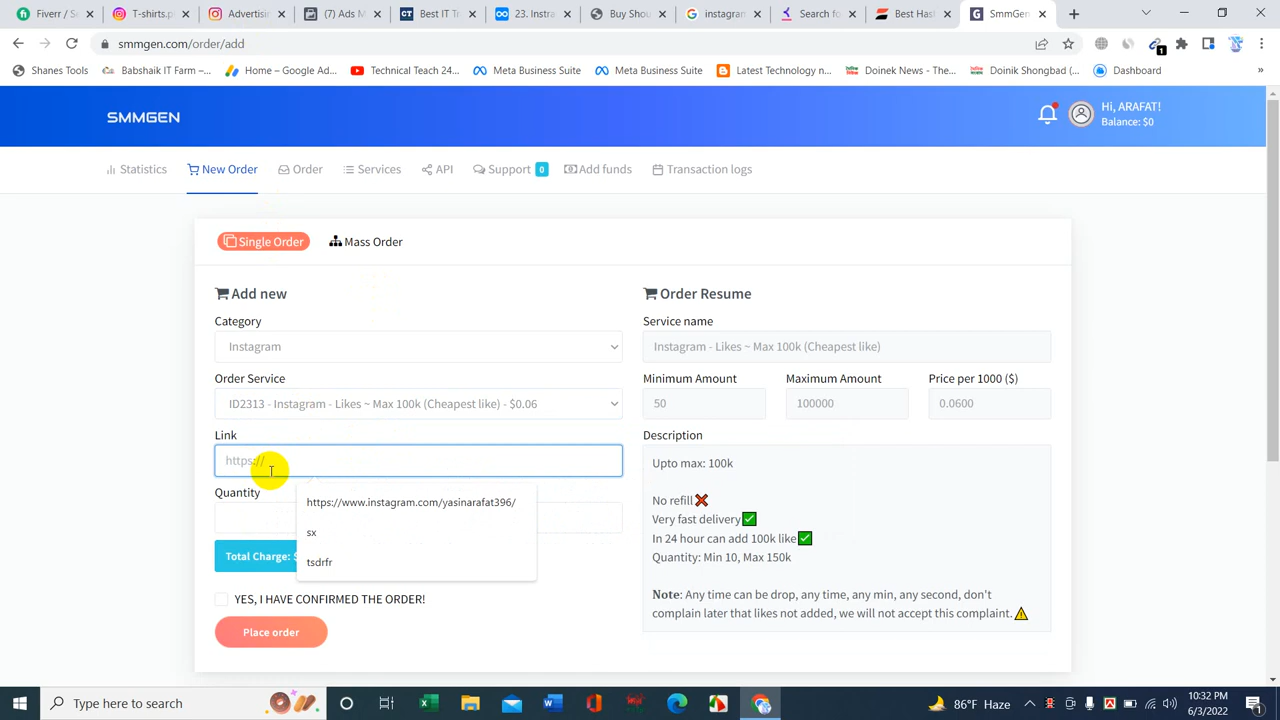 Fiverr / S
T-shirts.p
Advertisin
(7) Ads M
Best IT T
23. Instra
Buy Shou
instagram
Search fo
Best Hash
SmmGen
smmgen.com/order/add
1
Shanes Tools
Babshaik IT Farm –...
Home – Google Ad...
Technical Teach 24...
Meta Business Suite
Meta Business Suite
Latest Technology n...
Doinek News - The...
Doinik Shongbad (...
Dashboard
»
SMMGEN
Hi, ARAFAT!
Balance: $0
Statistics
New Order
Order
Services
API
Support 0
Add funds
Transaction logs
Single Order
Mass Order
Add new
Category
Instagram
Order Service
ID2313 - Instagram - Likes ~ Max 100k (Cheapest like) - $0.06
Link
https://
https://www.instagram.com/yasinarafat396/
sx
tsdrfr
Quantity
Total Charge:
YES, I HAVE CONFIRMED THE ORDER!
Place order
Order Resume
Service name
Instagram - Likes ~ Max 100k (Cheapest like)
Minimum Amount
Maximum Amount
Price per 1000 ($)
50
100000
0.0600
Description
Upto max: 100k
No refill❌
Very fast delivery✅
In 24 hour can add 100k like✅
Quantity: Min 10, Max 150k
Note: Any time can be drop, any time, any min, any second, don't
complain later that likes not added, we will not accept this complaint.⚠
Type here to search
86°F Haze
10:32 PM
6/3/2022